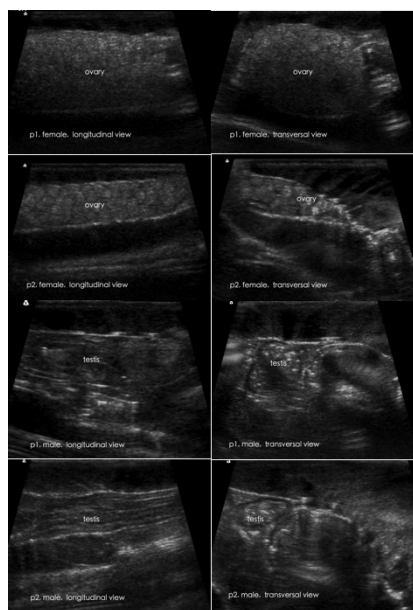 ovary
p1, female, longitudinal view
ovary
p1, female, transversal view
ovary
p2, female, longitudinal view
ovary
p2, female, transversal view
testis
p1, male, longitudinal view
testis
p1, male, transversal view
testis
p2, male, longitudinal view
testis
p2, male, transversal view